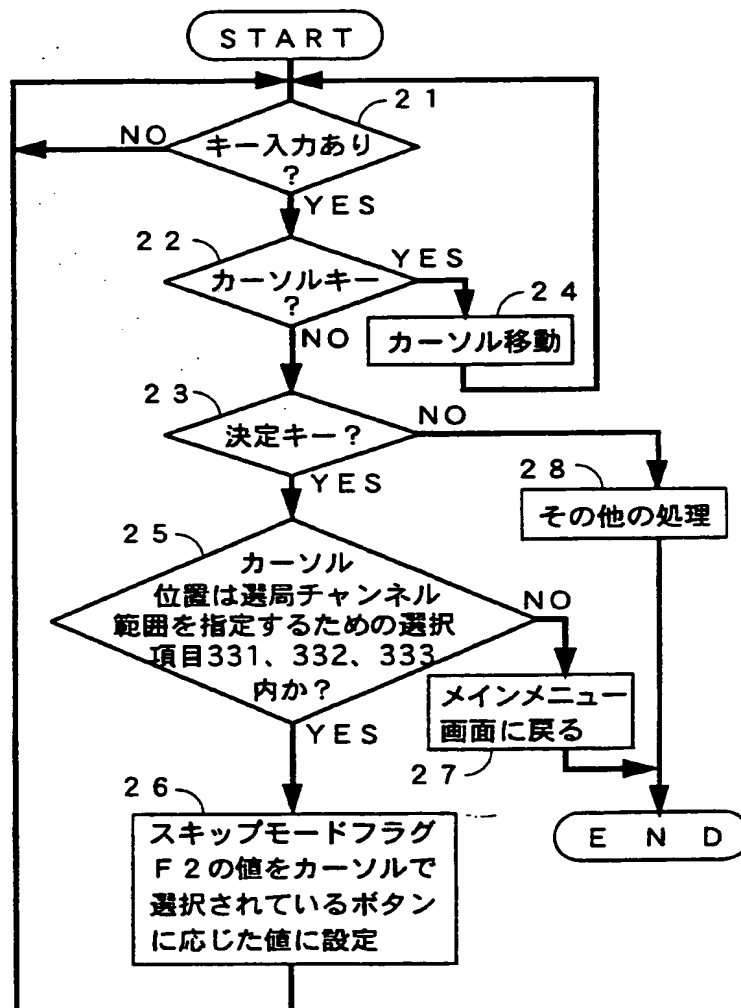 START
21
NO
キー入力あり
?
YES
22
YES
カーソルキー
?
24
NO
カーソル移動
23
NO
決定キー?
YES
28
その他の処理
25
カーソル
位置は選局チャンネル
範囲を指定するための選択
項目331、332、333
内か?
NO
メインメニュー
画面に戻る
YES
27
26
スキップモードフラグ
F2の値をカーソルで
選択されているボタン
に応じた値に設定
END